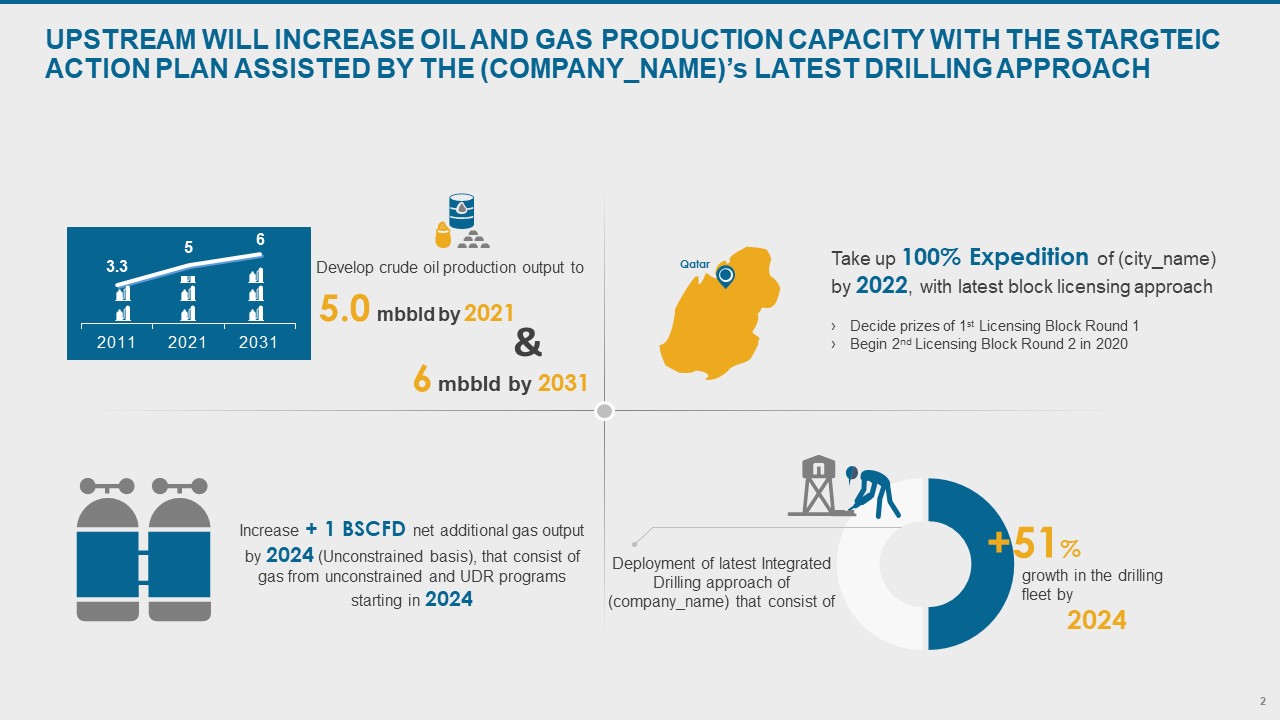 UPSTREAM WILL INCREASE OIL AND GAS PRODUCTION CAPACITY WITH THE STARGTEIC
ACTION PLAN ASSISTED BY THE (COMPANY_NAME)’s LATEST DRILLING APPROACH
3.3
5
6
2011
2021
2031
Develop crude oil production output to
5.0 mbbld by 2021
&
6 mbbld by 2031
Qatar
Take up 100% Expedition of (city_name)
by 2022, with latest block licensing approach
› Decide prizes of 1st Licensing Block Round 1
› Begin 2nd Licensing Block Round 2 in 2020
Increase + 1 BSCFD net additional gas output
by 2024 (Unconstrained basis), that consist of
gas from unconstrained and UDR programs
starting in 2024
Deployment of latest Integrated
Drilling approach of
(company_name) that consist of
+51%
growth in the drilling
fleet by
2024
2